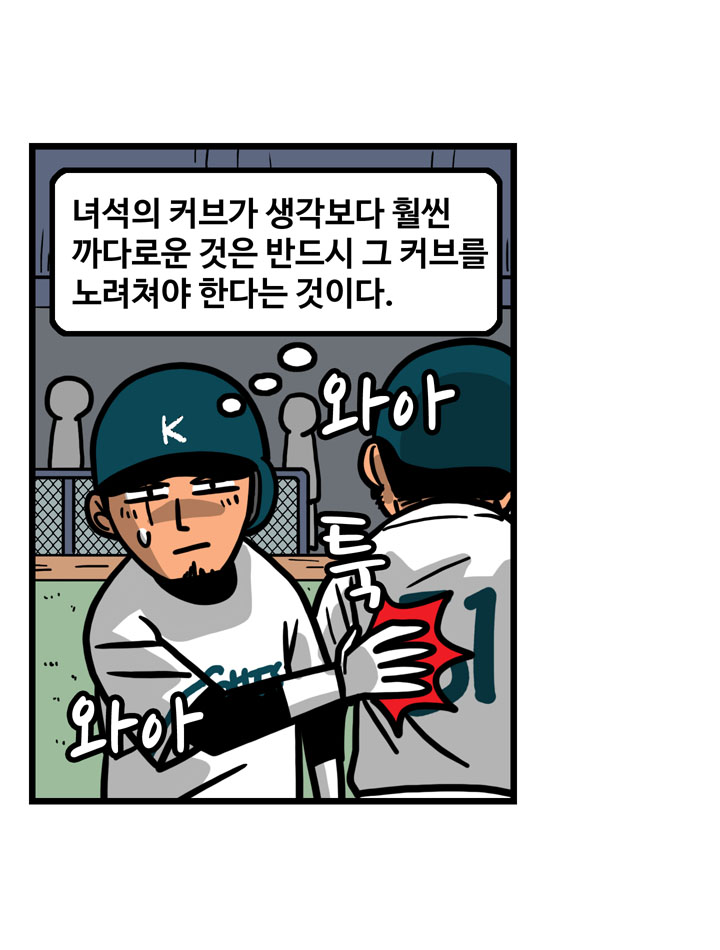 녀석의 커브가 생각보다 훨씬
까다로운 것은 반드시 그 커브를
노려쳐야 한다는 것이다.
와아
K
툭
51
와아